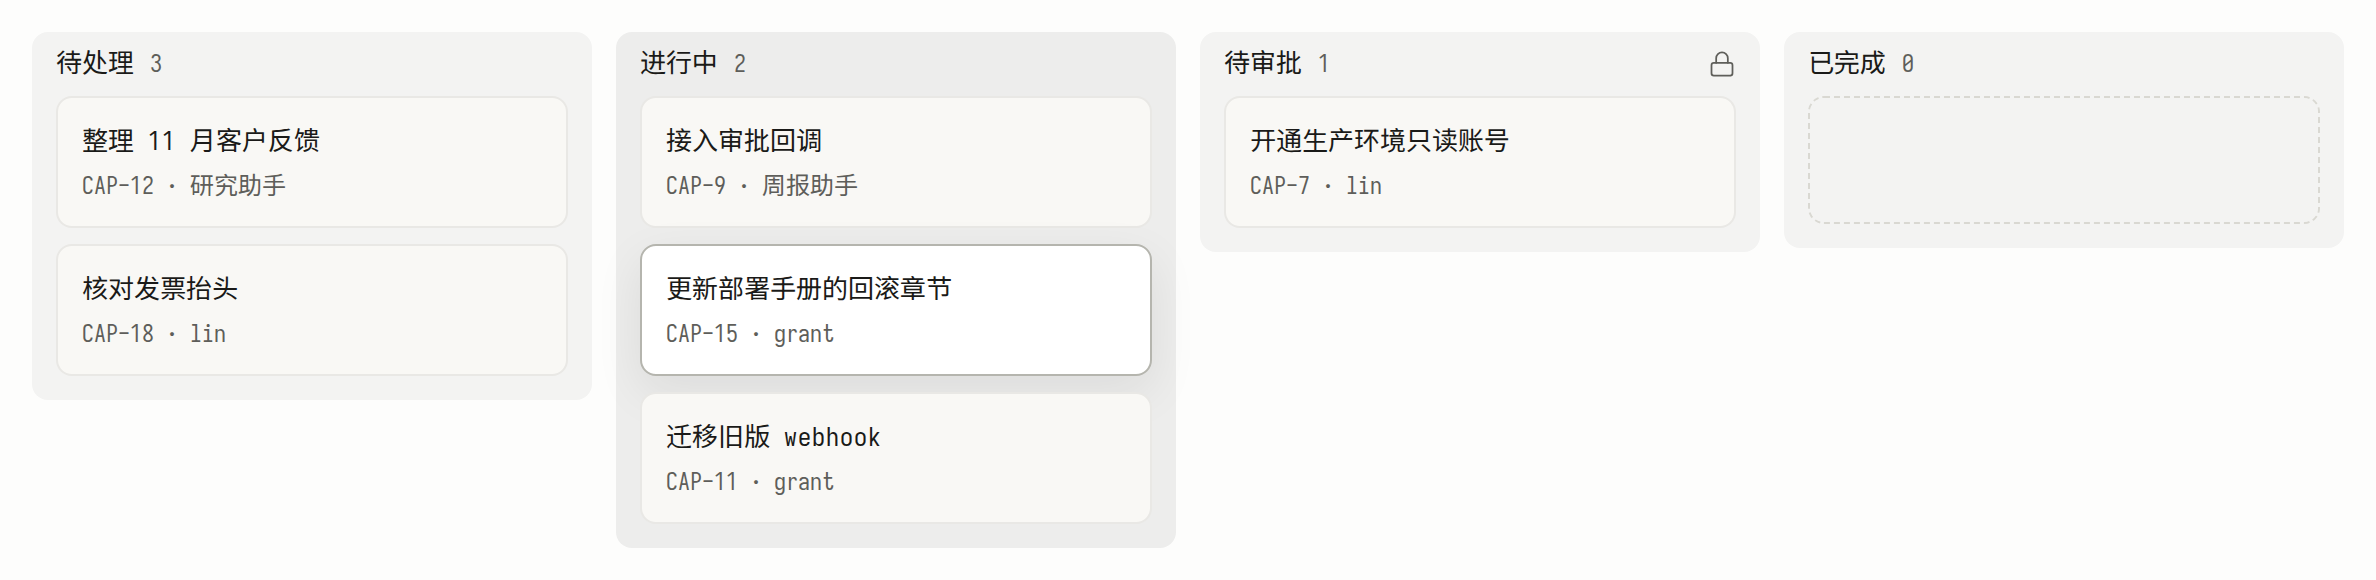 待处理 3
整理 11 月客户反馈
CAP-12 · 研究助手
核对发票抬头
CAP-18 · lin
进行中 2
接入审批回调
CAP-9 · 周报助手
更新部署手册的回滚章节
CAP-15 · grant
迁移旧版 webhook
CAP-11 · grant
待审批 1
开通生产环境只读账号
CAP-7 · lin
已完成 0